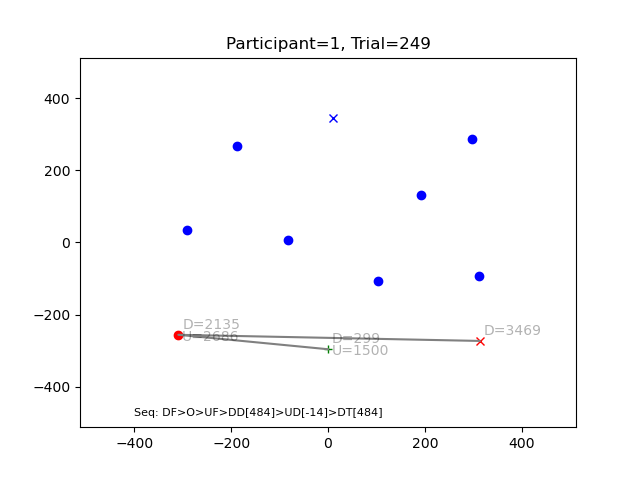 Participant=1, Trial=249
400
200
0
−200
−400
D=2135
U=2686
D=299
U=1500
D=3469
Seq: DF>O>UF>DD[484]>UD[-14]>DT[484]
−400
−200
0
200
400